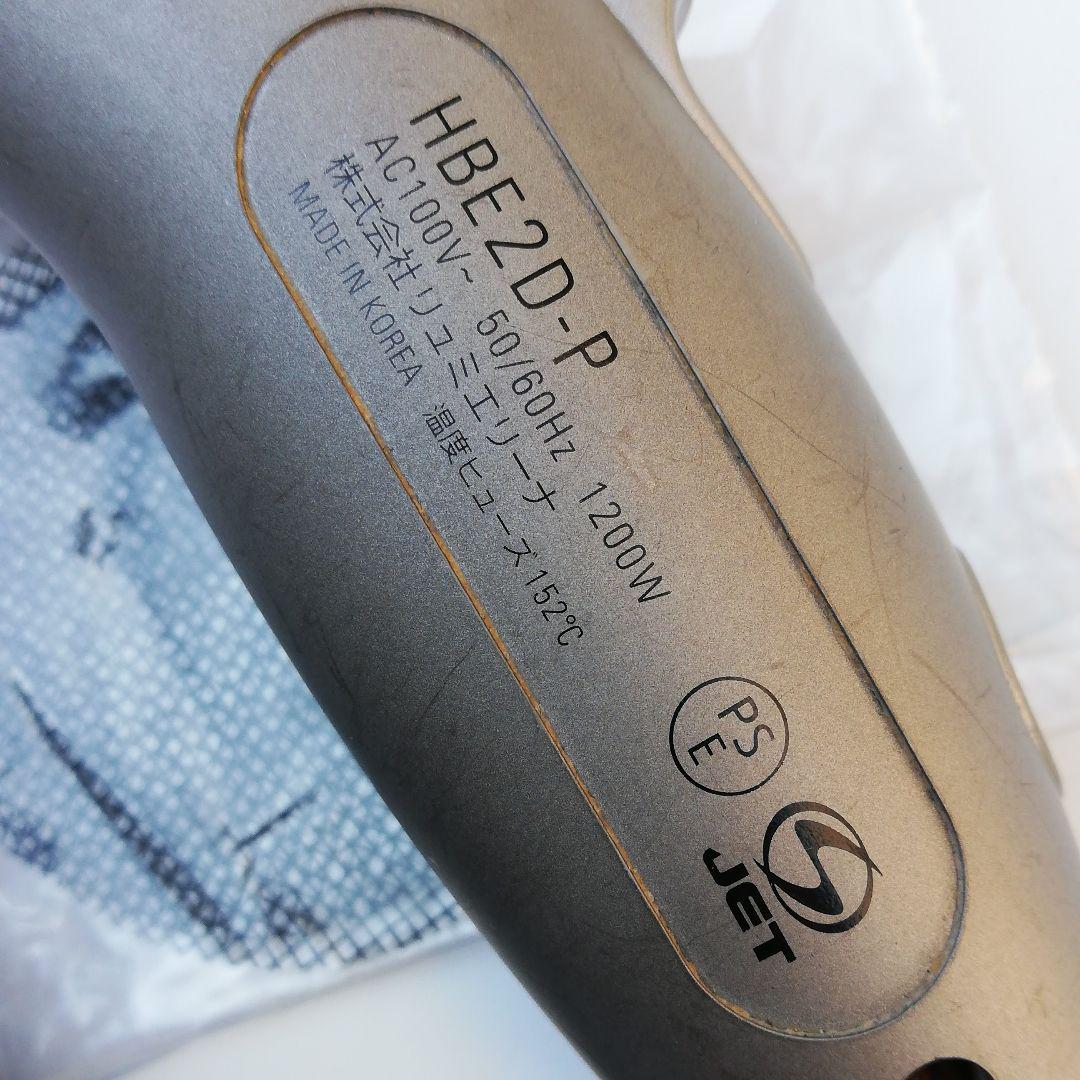 HBE2D-P
AC100V~ 50/60Hz 1200W
株式会社リュミエリーナ
MADE IN KOREA 温度ヒューズ152℃
PS
E
JET